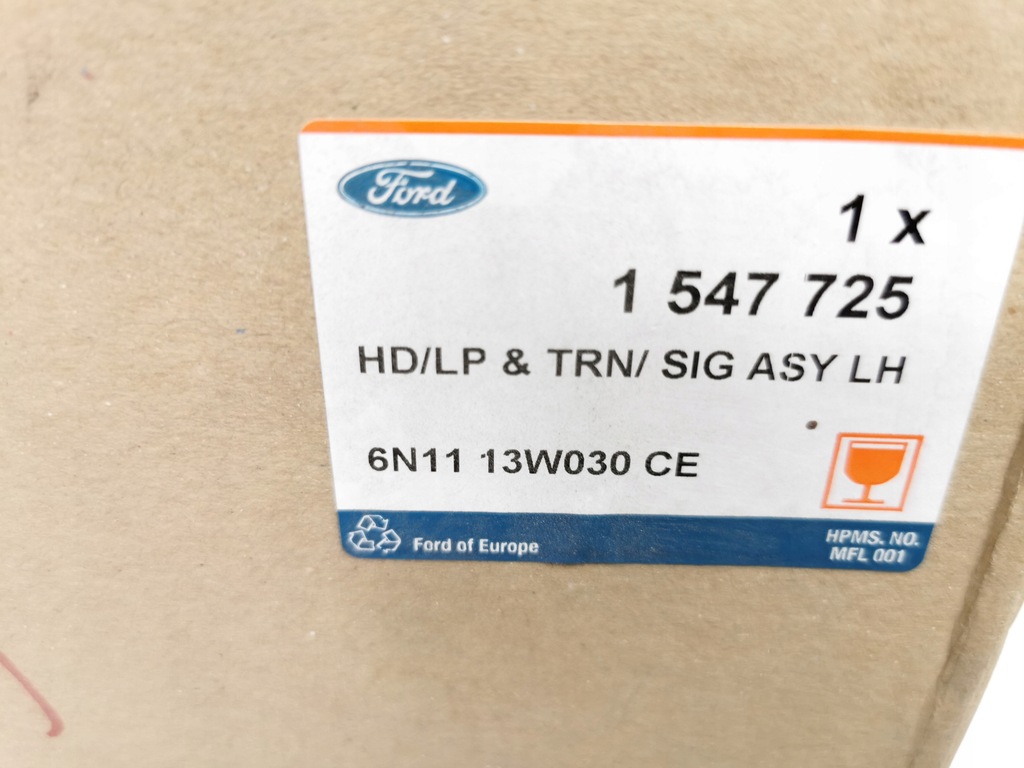 Ford
1 x
1 547 725
HD/LP & TRN/ SIG ASY LH
6N11 13W030 CE
Ford of Europe
HPMS. NO.
MFL 001